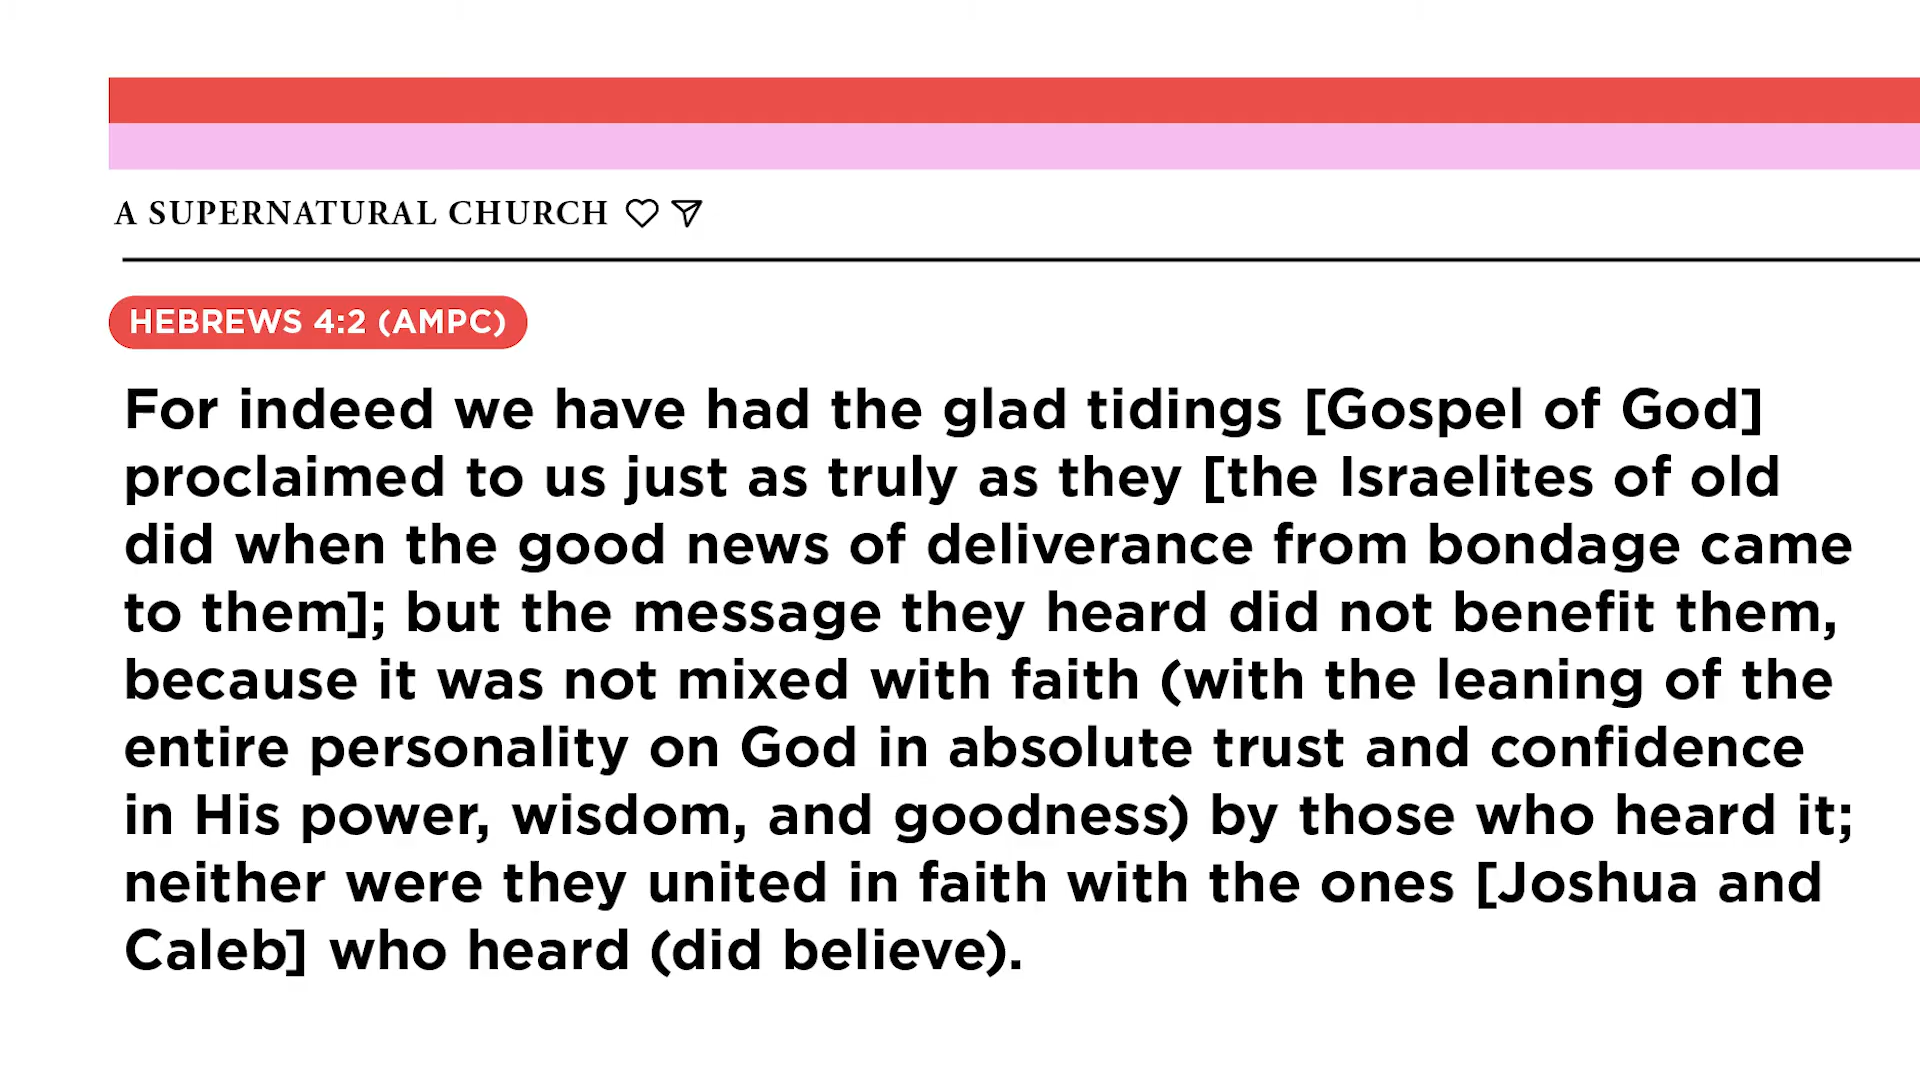 A SUPERNATURAL CHURCH
HEBREWS 4:2 (AMPC)
For indeed we have had the glad tidings [Gospel of God]
proclaimed to us just as truly as they [the Israelites of old
did when the good news of deliverance from bondage came
to them]; but the message they heard did not benefit them,
because it was not mixed with faith (with the leaning of the
entire personality on God in absolute trust and confidence
in His power, wisdom, and goodness) by those who heard it;
neither were they united in faith with the ones [Joshua and
Caleb] who heard (did believe).